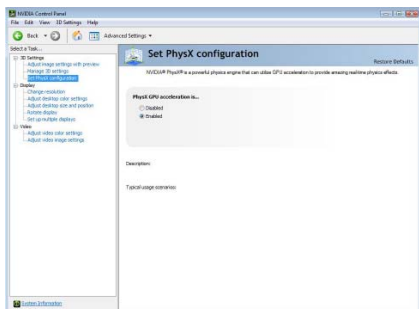 NVIDIA Control Panel
File Edit View 3D Settings Help
Back Advanced Settings
Select a Task...
3D Settings
Adjust image settings with preview
Manage 3D settings
Set PhysX configuration
Display
Change resolution
Adjust desktop color settings
Adjust desktop size and position
Rotate display
Set up multiple displays
Video
Adjust video color settings
Adjust video image settings
System Information
Set PhysX configuration
Restore Defaults
NVIDIA® PhysX® is a powerful physics engine that can utilize GPU acceleration to provide amazing realtime physics effects.
PhysX GPU acceleration is...
Disabled
Enabled
Description:
Typical usage scenarios: